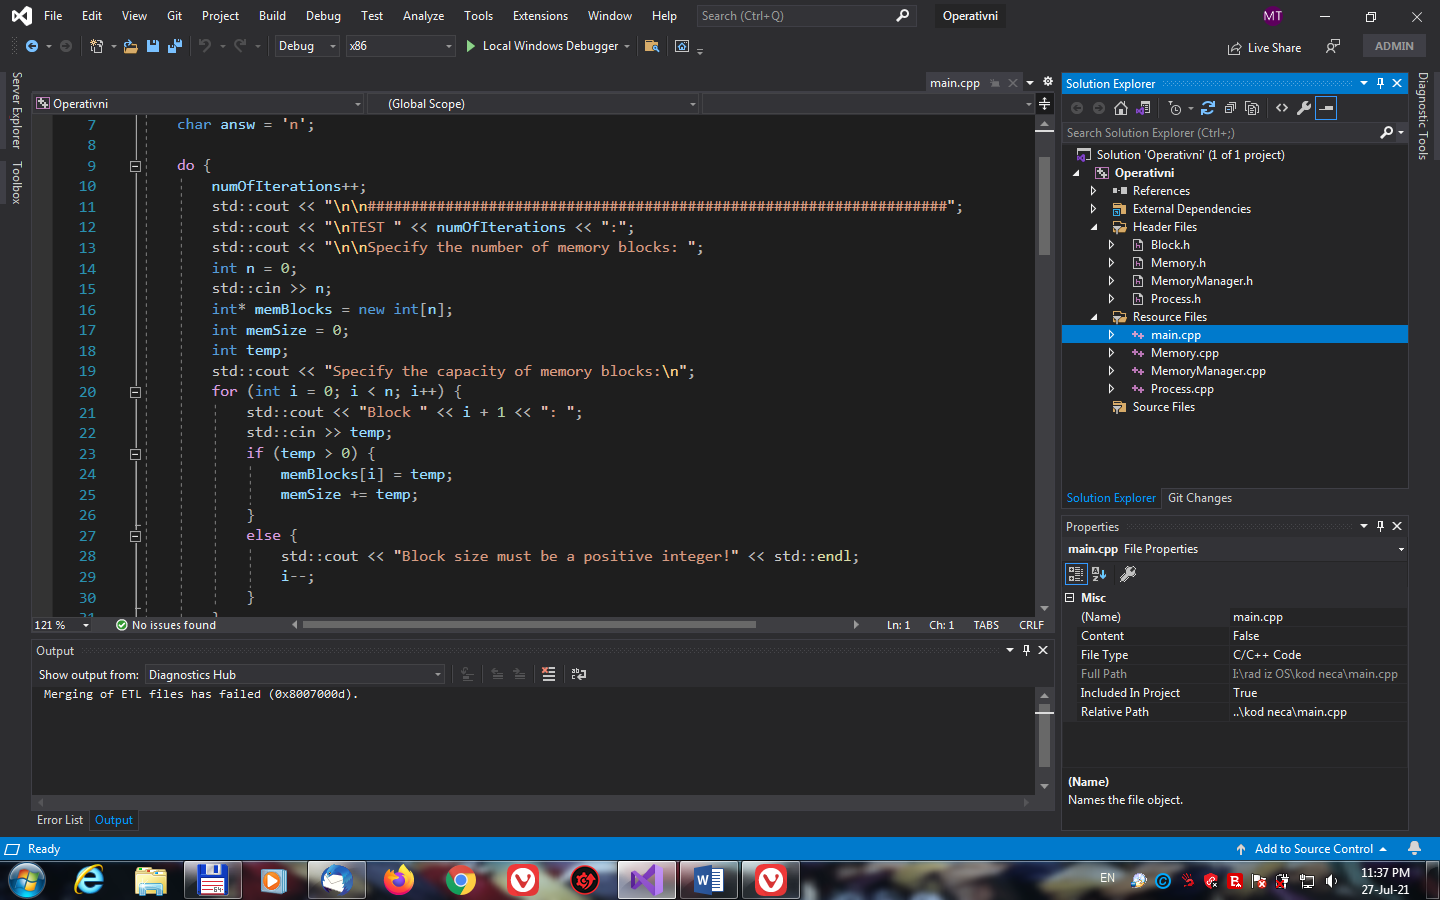 File Edit View Git Project Build Debug Test Analyze Tools Extensions Window Help Search (Ctrl+Q) Operativni MT
Debug x86 Local Windows Debugger Live Share ADMIN
Server Explorer
Toolbox
main.cpp
Operativni (Global Scope)
7 char answ = 'n';
8
9 do {
10 numOfIterations++;
11 std::cout << "\n\n###################################################################";
12 std::cout << "\nTEST " << numOfIterations << ":";
13 std::cout << "\n\nSpecify the number of memory blocks: ";
14 int n = 0;
15 std::cin >> n;
16 int* memBlocks = new int[n];
17 int memSize = 0;
18 int temp;
19 std::cout << "Specify the capacity of memory blocks:\n";
20 for (int i = 0; i < n; i++) {
21 std::cout << "Block " << i + 1 << ": ";
22 std::cin >> temp;
23 if (temp > 0) {
24 memBlocks[i] = temp;
25 memSize += temp;
26 }
27 else {
28 std::cout << "Block size must be a positive integer!" << std::endl;
29 i--;
30 }
31 }
121 % No issues found Ln: 1 Ch: 1 TABS CRLF
Output
Show output from: Diagnostics Hub
Merging of ETL files has failed (0x8007000d).
Error List Output
Solution Explorer
Search Solution Explorer (Ctrl+;)
Solution 'Operativni' (1 of 1 project)
Operativni
References
External Dependencies
Header Files
Block.h
Memory.h
MemoryManager.h
Process.h
Resource Files
main.cpp
Memory.cpp
MemoryManager.cpp
Process.cpp
Source Files
Solution Explorer Git Changes
Properties
main.cpp File Properties
Misc
(Name) main.cpp
Content False
File Type C/C++ Code
Full Path I:\rad iz OS\kod neca\main.cpp
Included In Project True
Relative Path ..\kod neca\main.cpp
(Name)
Names the file object.
Diagnostic Tools
Ready Add to Source Control
64
EN
11:37 PM
27-Jul-21